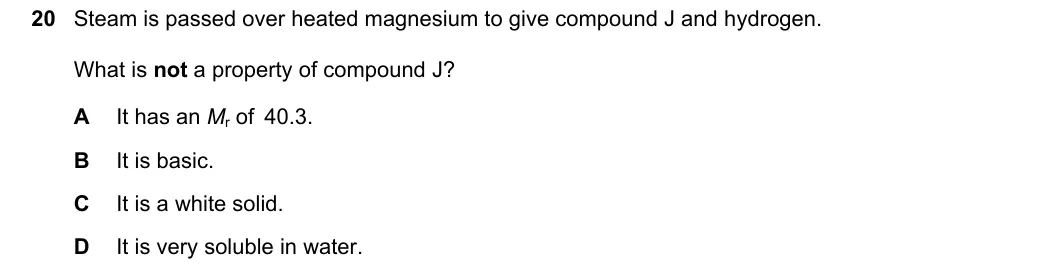 20 Steam is passed over heated magnesium to give compound J and hydrogen.
What is not a property of compound J?
A It has an Mr of 40.3.
B It is basic.
C It is a white solid.
D It is very soluble in water.